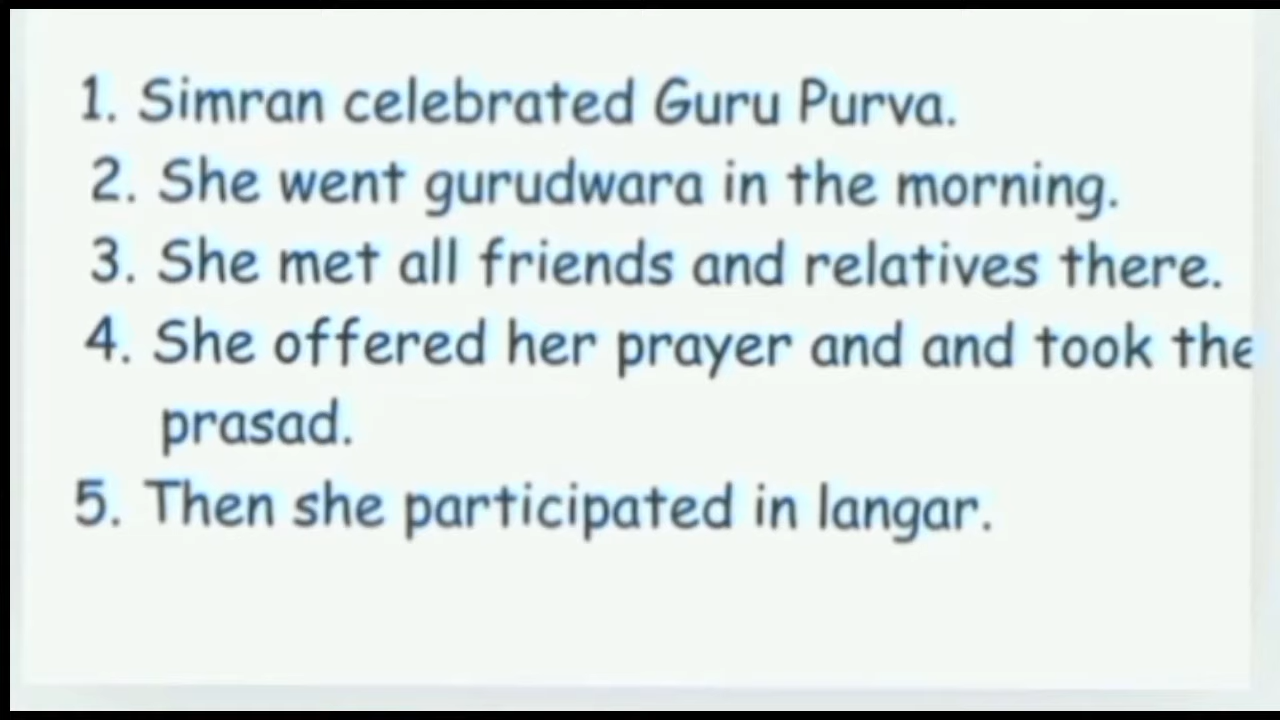 1. Simran celebrated Guru Purva.
2. She went gurudwara in the morning.
3. She met all friends and relatives there.
4. She offered her prayer and and took the
prasad.
5. Then she participated in langar.